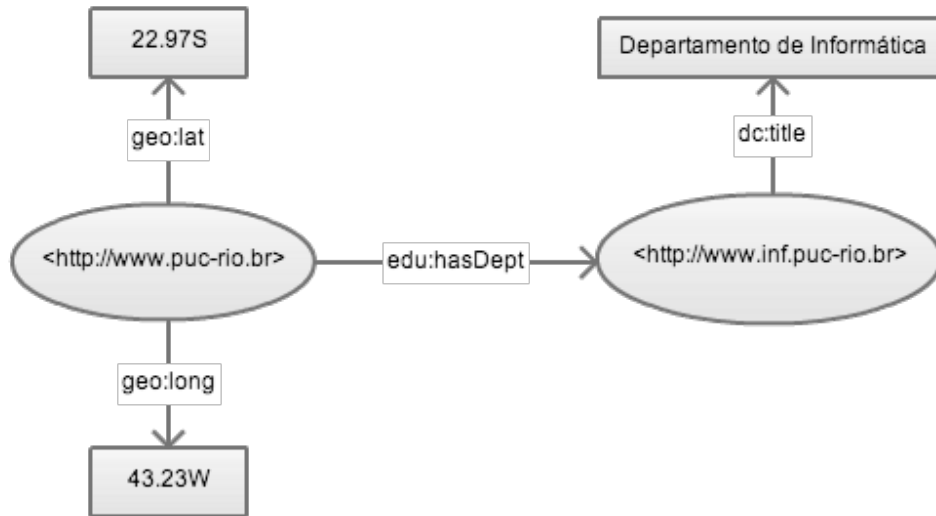 22.97S
Departamento de Informática
geo:lat
dc:title
<http://www.puc-rio.br>
edu:hasDept
<http://www.inf.puc-rio.br>
geo:long
43.23W